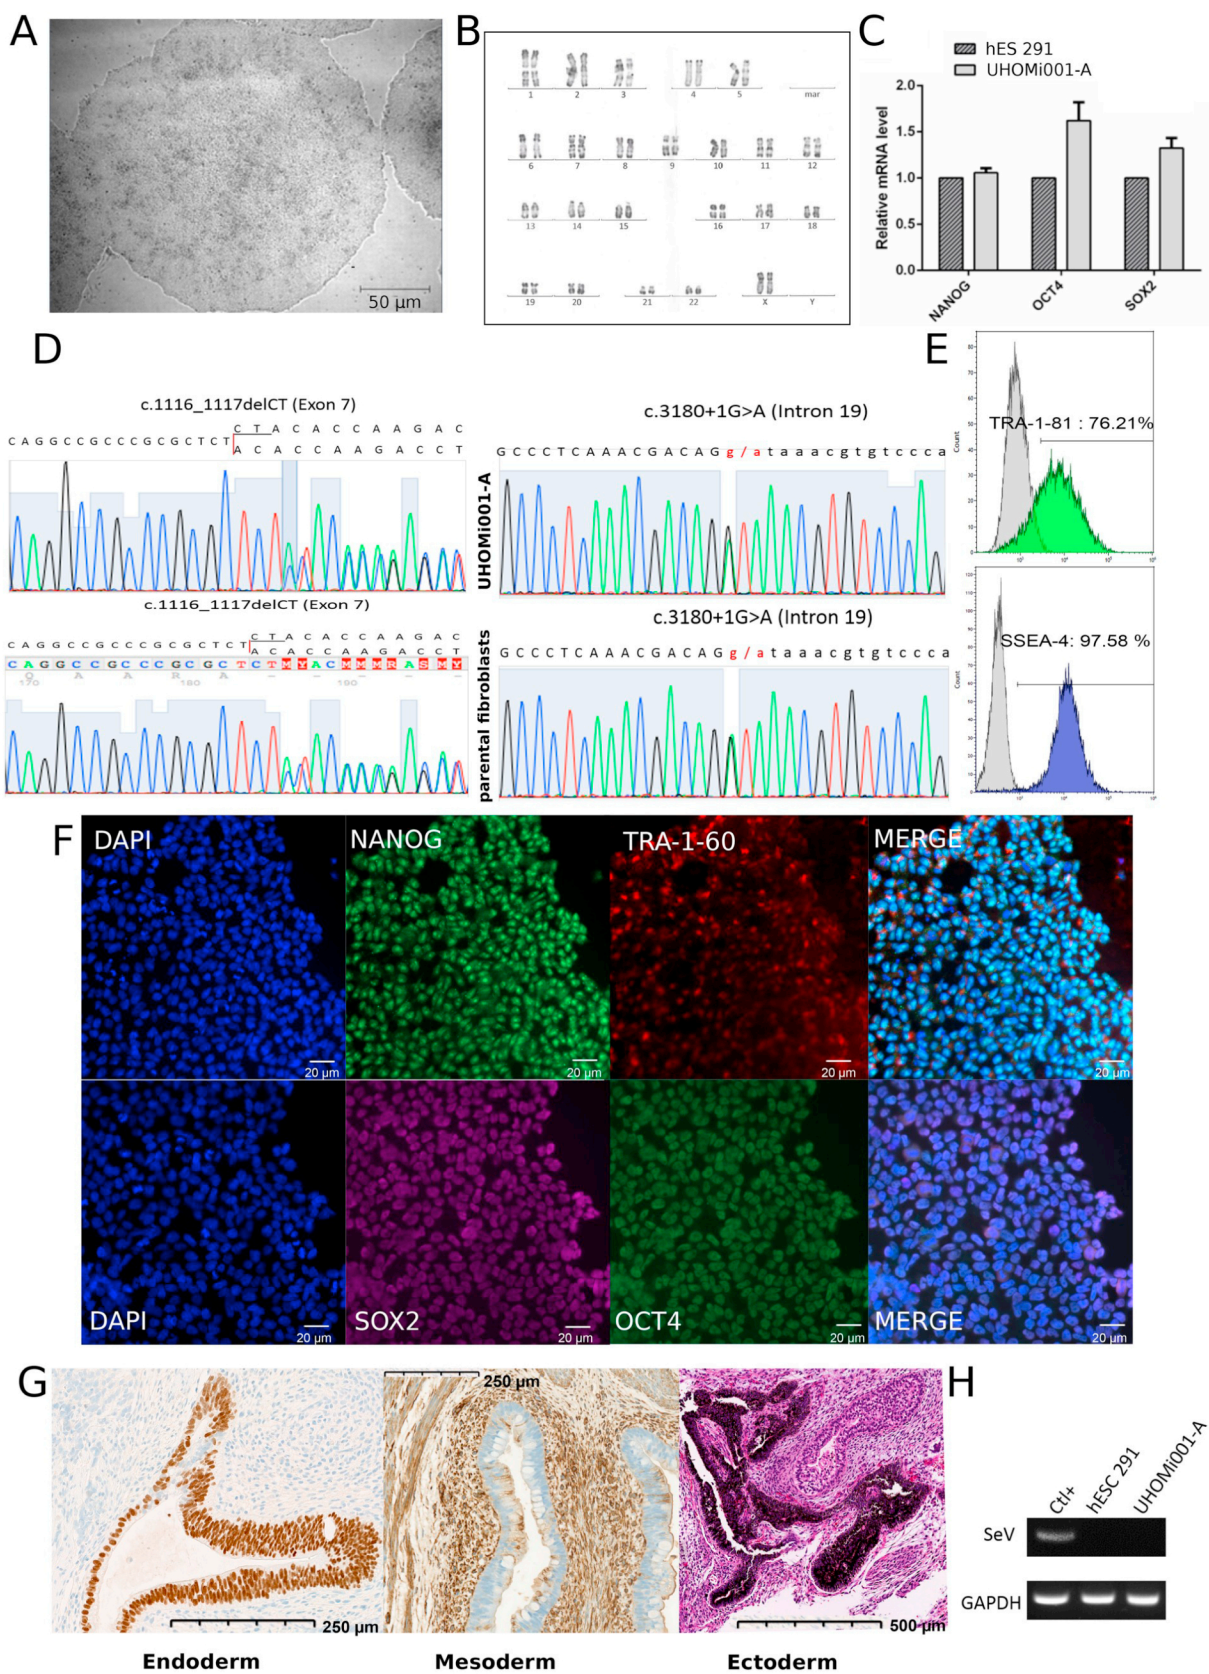 A
50 µm
B
1 2 3 4 5 mar
6 7 8 9 10 11 12
13 14 15 16 17 18
19 20 21 22 X Y
C
hES 291
UHOMi001-A
Relative mRNA level
2.0
1.5
1.0
0.5
0.0
NANOG OCT4 SOX2
D
c.1116_1117delCT (Exon 7)
C T A C A C C A A G A C
C A G G C C G C C C G C G C T C T
A C A C C A A G A C C T
c.3180+1G>A (Intron 19)
G C C C T C A A A C G A C A G g / a t a a a c g t g t c c c a
UHOMi001-A
c.1116_1117delCT (Exon 7)
C T A C A C C A A G A C
C A G G C C G C C C G C G C T C T
A C A C C A A G A C C T
C A G G C C G C C C G C G C T C T M Y A C M M M R A S M Y
Q A A R A
170 180 190
c.3180+1G>A (Intron 19)
G C C C T C A A A C G A C A G g / a t a a a c g t g t c c c a
parental fibroblasts
E
TRA-1-81 : 76.21%
Count
SSEA-4: 97.58 %
Count
F
DAPI NANOG TRA-1-60 MERGE
20 µm 20 µm 20 µm 20 µm
DAPI SOX2 OCT4 MERGE
20 µm 20 µm 20 µm 20 µm
G
250 µm
250 µm
500 µm
Endoderm Mesoderm Ectoderm
H
Ctl+ hESC 291 UHOMi001-A
SeV
GAPDH